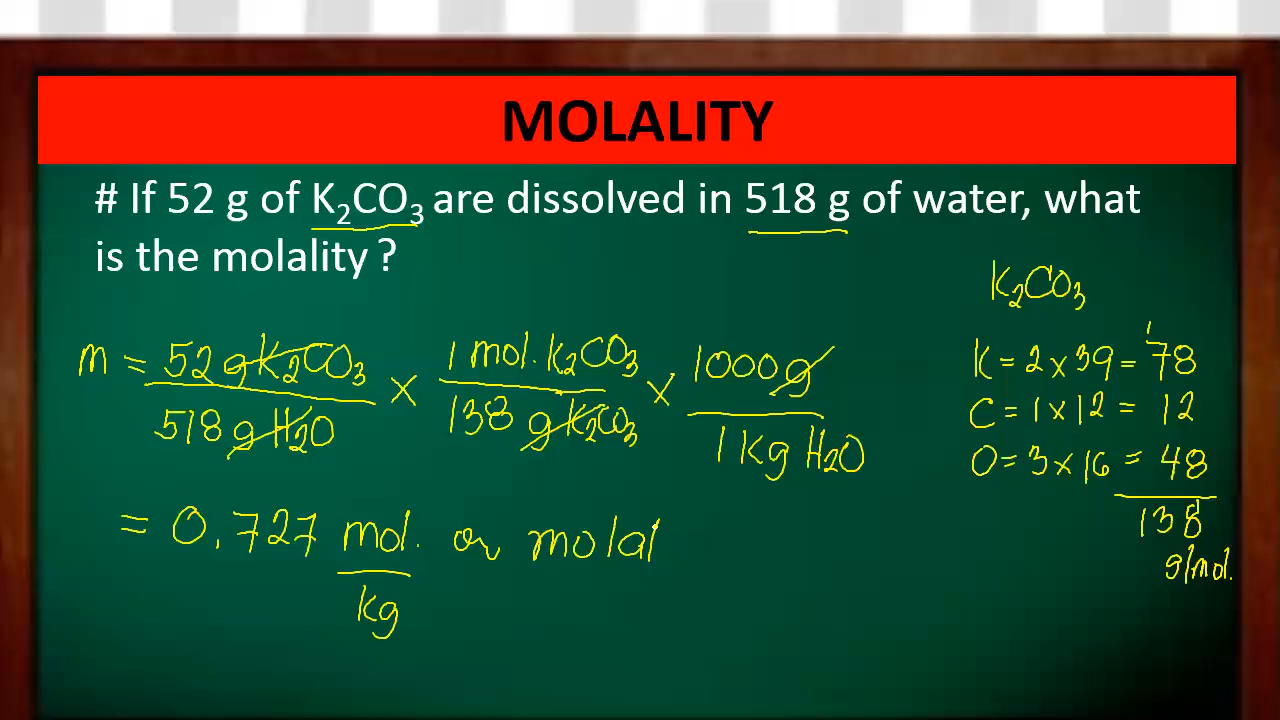 MOLALITY
# If 52 g of K₂CO₃ are dissolved in 518 g of water, what
is the molality ?
K₂CO₃
m = 52 g K₂CO₃ / 518 g H₂O × 1 mol. K₂CO₃ / 138 g K₂CO₃ × 1000 g / 1 kg H₂O
K = 2 × 39 = 78
C = 1 × 12 = 12
O = 3 × 16 = 48
138
g/mol.
= 0.727 mol. / kg or molal